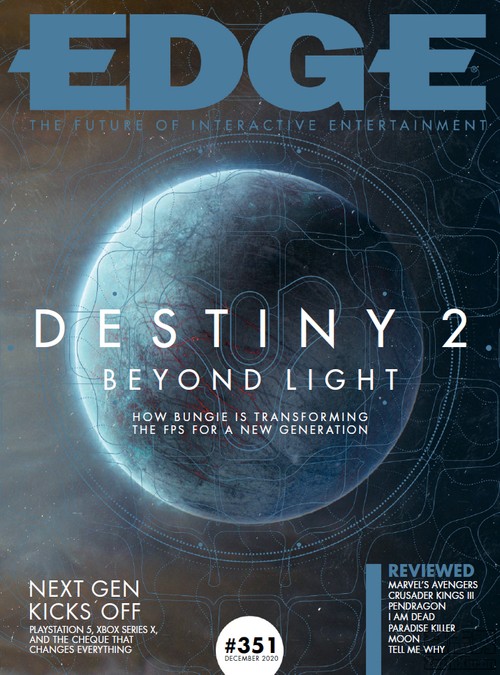 EDGE
THE FUTURE OF INTERACTIVE ENTERTAINMENT
DESTINY 2
BEYOND LIGHT
HOW BUNGIE IS TRANSFORMING
THE FPS FOR A NEW GENERATION
NEXT GEN
KICKS OFF
PLAYSTATION 5, XBOX SERIES X,
AND THE CHEQUE THAT
CHANGES EVERYTHING
#351
DECEMBER 2020
REVIEWED
MARVEL'S AVENGERS
CRUSADER KINGS III
PENDRAGON
I AM DEAD
PARADISE KILLER
MOON
TELL ME WHY